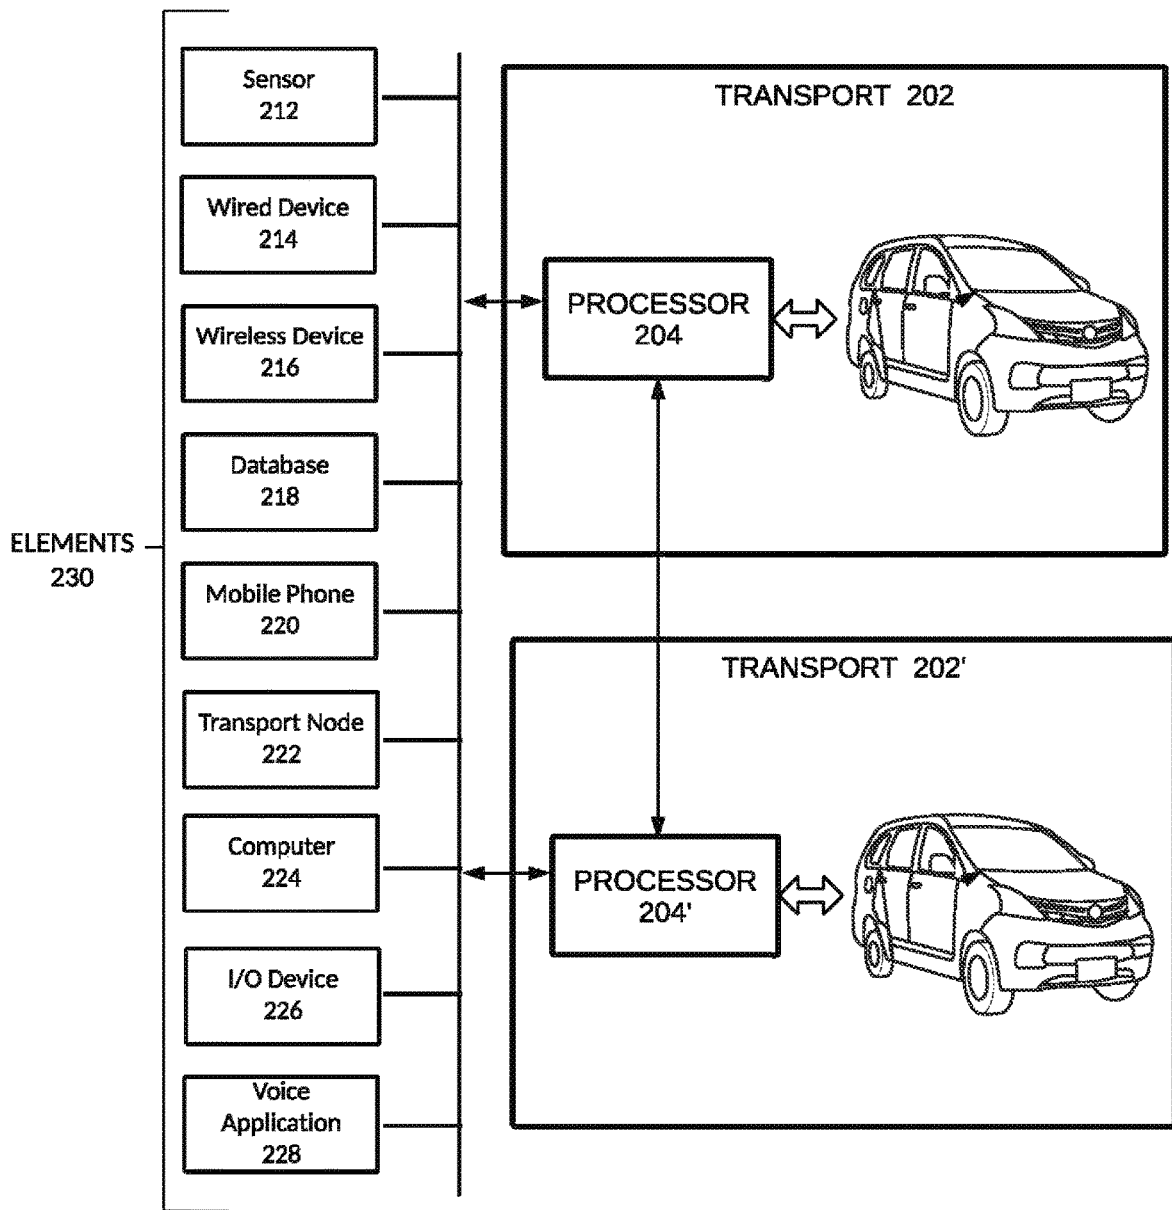 ELEMENTS
230
Sensor
212
Wired Device
214
Wireless Device
216
Database
218
Mobile Phone
220
Transport Node
222
Computer
224
I/O Device
226
Voice
Application
228
TRANSPORT 202
PROCESSOR
204
TRANSPORT 202'
PROCESSOR
204'